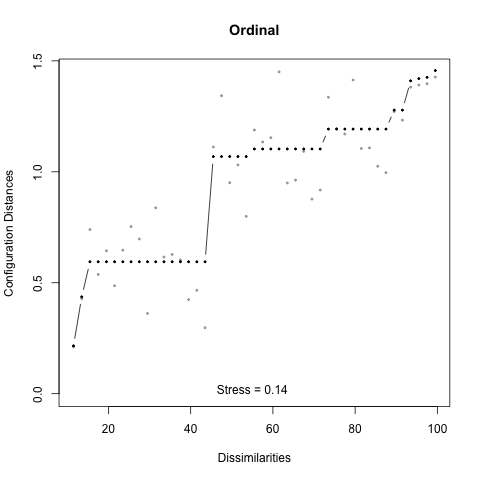 Ordinal
Configuration Distances
1.5
1.0
0.5
0.0
Stress = 0.14
20 40 60 80 100
Dissimilarities